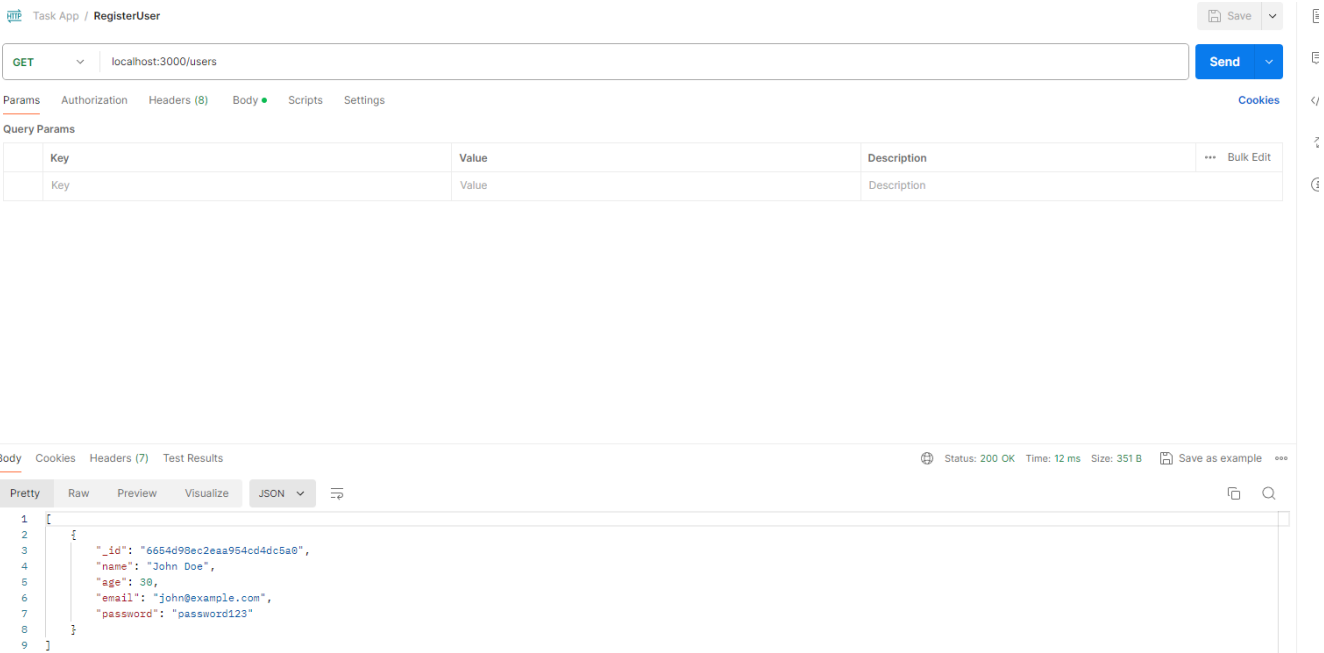 HTTP Task App / RegisterUser Save
GET localhost:3000/users Send
Params Authorization Headers (8) Body Scripts Settings Cookies
Query Params
Key Value Description Bulk Edit
Key Value Description
Body Cookies Headers (7) Test Results Status: 200 OK Time: 12 ms Size: 351 B Save as example
Pretty Raw Preview Visualize JSON
1 [
2 {
3 "_id": "6654d98ec2eaa954cd4dc5a0",
4 "name": "John Doe",
5 "age": 30,
6 "email": "john@example.com",
7 "password": "password123"
8 }
9 ]